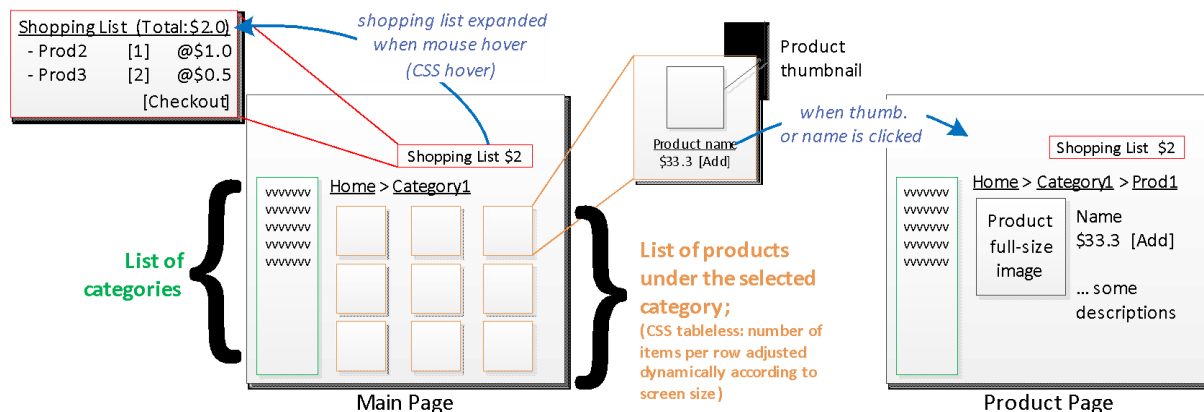 Shopping List (Total:$2.0)
- Prod2 [1] @$1.0
- Prod3 [2] @$0.5
[Checkout]
shopping list expanded
when mouse hover
(CSS hover)
Product
thumbnail
Product name
$33.3 [Add]
when thumb.
or name is clicked
Shopping List $2
Home > Category1
vvvvvv
vvvvvv
vvvvvv
vvvvvv
vvvvvv
List of
categories
List of products
under the selected
category;
(CSS tableless: number of
items per row adjusted
dynamically according to
screen size)
Main Page
Shopping List $2
Home > Category1 > Prod1
vvvvvv
vvvvvv
vvvvvv
vvvvvv
vvvvvv
Product
full-size
image
Name
$33.3 [Add]
... some
descriptions
Product Page